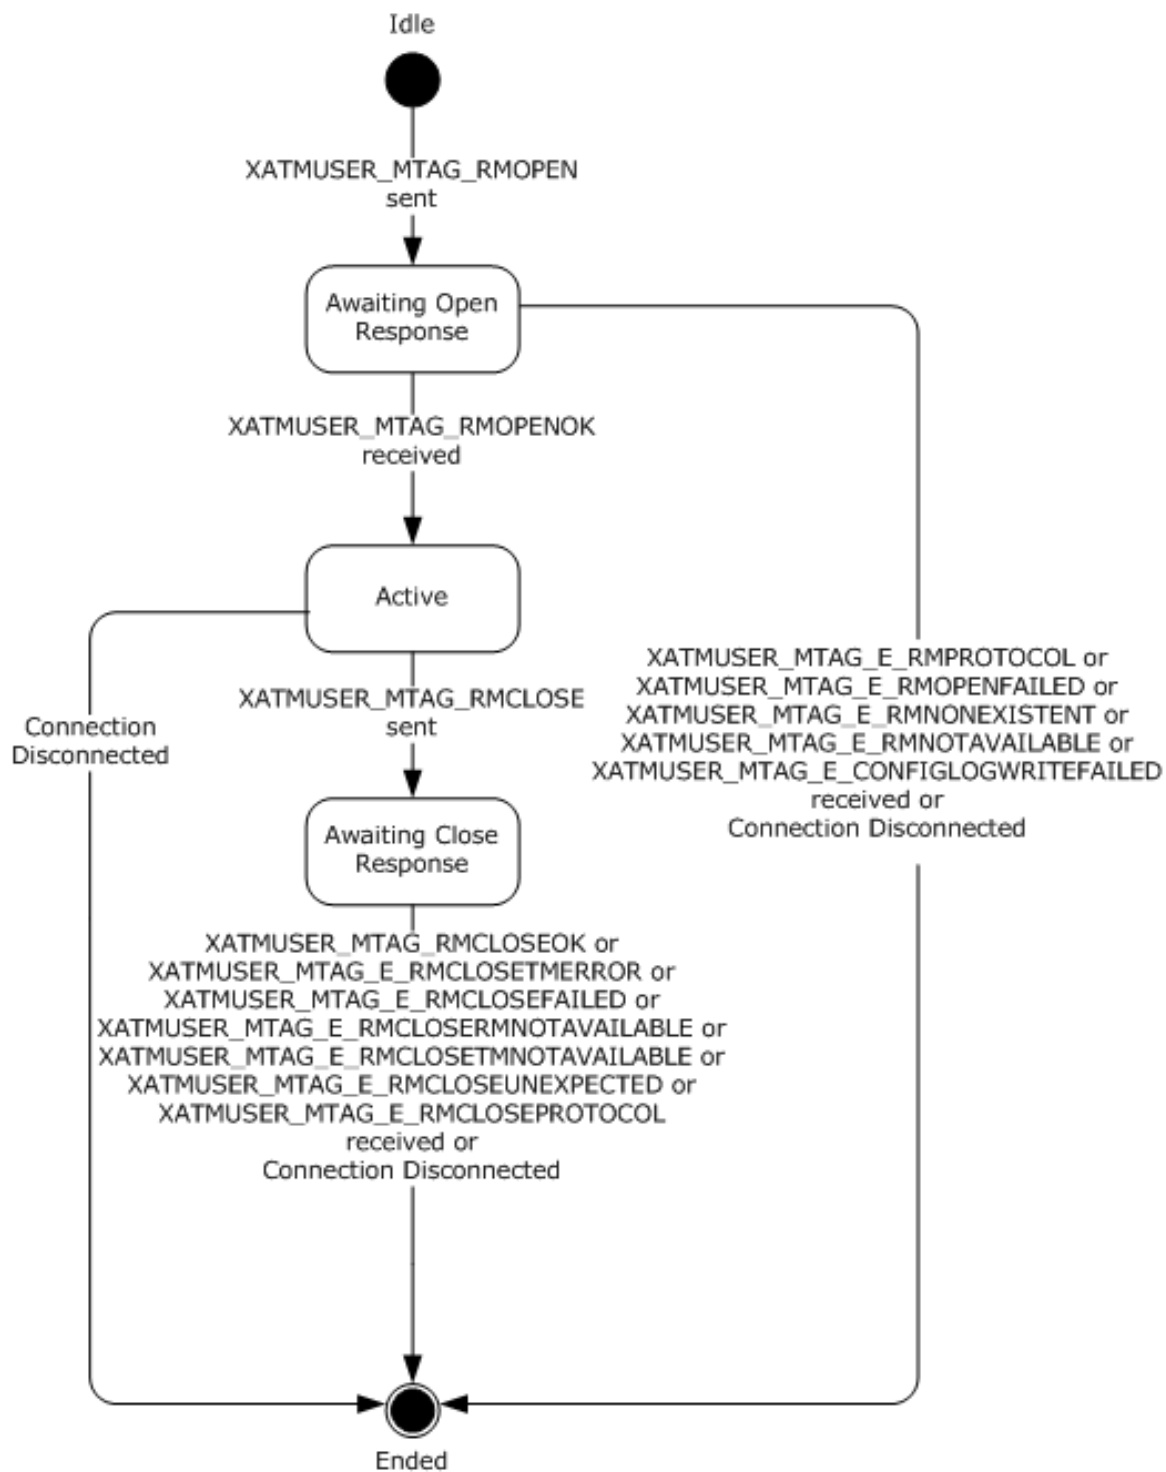 Idle
XATMUSER_MTAG_RMOPEN
sent
Awaiting Open
Response
XATMUSER_MTAG_RMOPENOK
received
Active
XATMUSER_MTAG_RMCLOSE
sent
Connection
Disconnected
XATMUSER_MTAG_E_RMPROTOCOL or
XATMUSER_MTAG_E_RMOPENFAILED or
XATMUSER_MTAG_E_RMNONEXISTENT or
XATMUSER_MTAG_E_RMNOTAVAILABLE or
XATMUSER_MTAG_E_CONFIGLOGWRITEFAILED
received or
Connection Disconnected
Awaiting Close
Response
XATMUSER_MTAG_RMCLOSEOK or
XATMUSER_MTAG_E_RMCLOSETMERROR or
XATMUSER_MTAG_E_RMCLOSEFAILED or
XATMUSER_MTAG_E_RMCLOSERMNOTAVAILABLE or
XATMUSER_MTAG_E_RMCLOSETMNOTAVAILABLE or
XATMUSER_MTAG_E_RMCLOSEUNEXPECTED or
XATMUSER_MTAG_E_RMCLOSEPROTOCOL
received or
Connection Disconnected
Ended